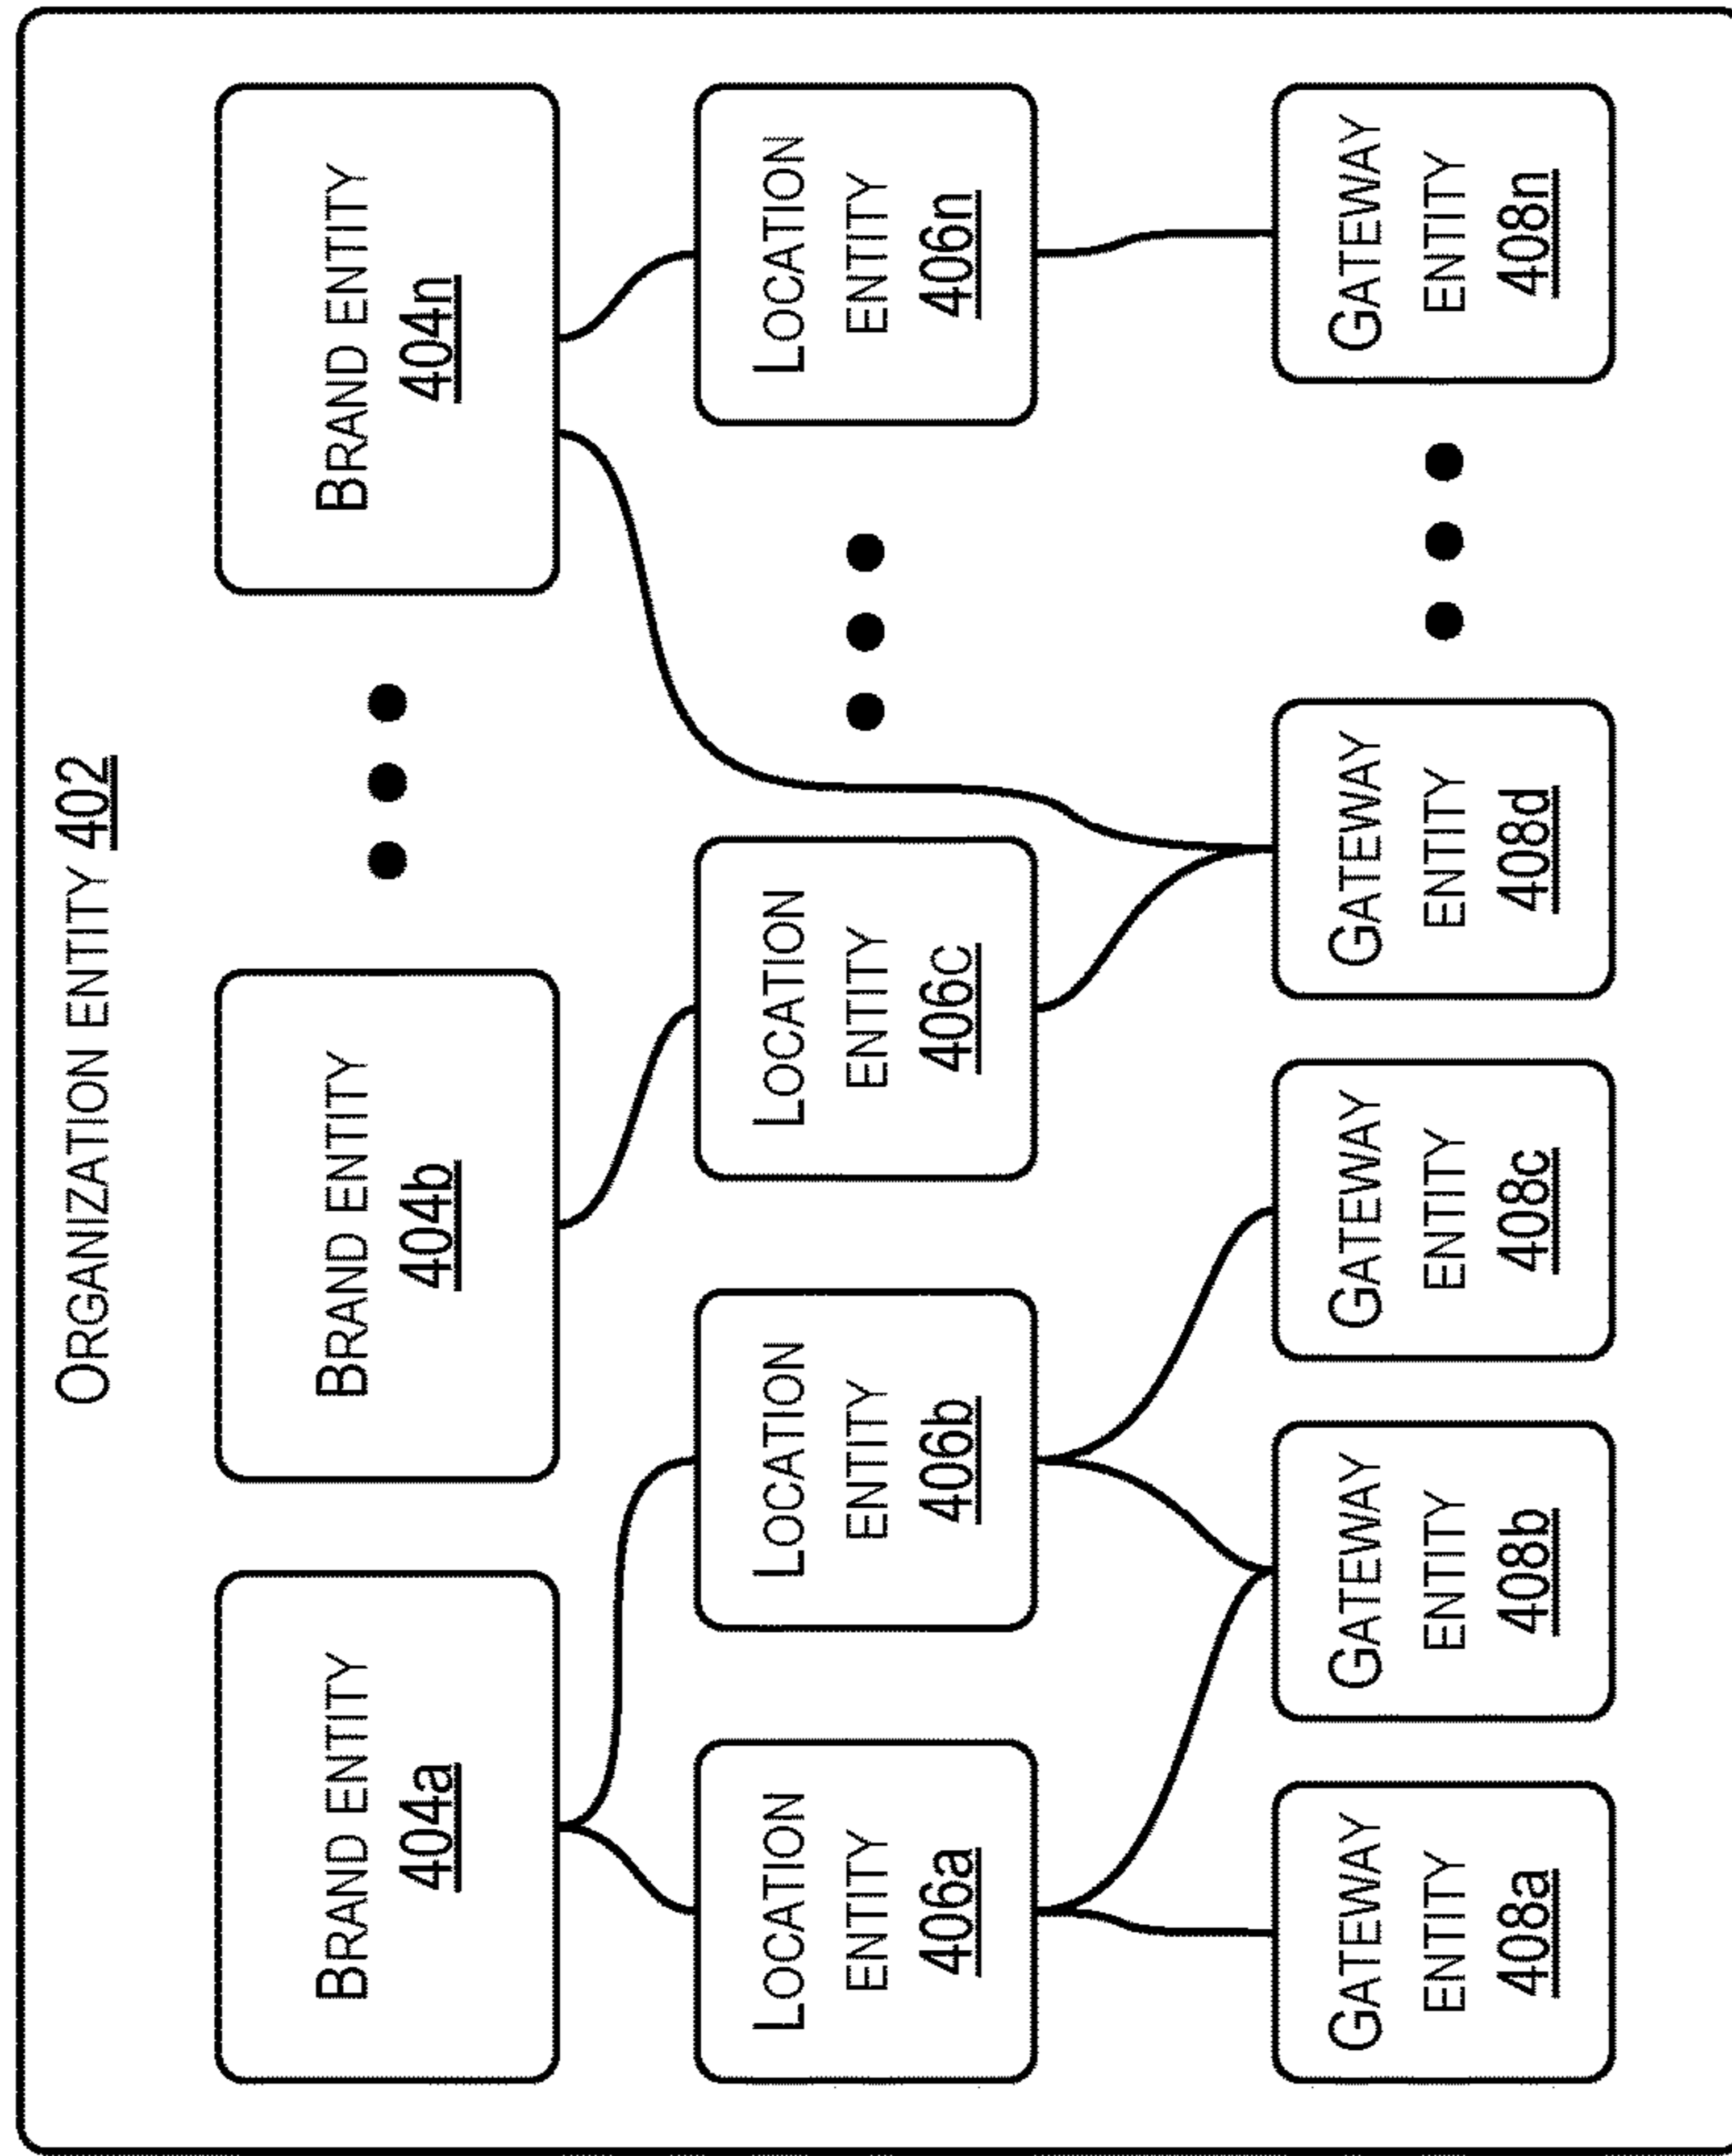 ORGANIZATION ENTITY 402
BRAND ENTITY
404a
BRAND ENTITY
404b
BRAND ENTITY
404n
LOCATION
ENTITY
406a
LOCATION
ENTITY
406b
LOCATION
ENTITY
406c
LOCATION
ENTITY
406n
GATEWAY
ENTITY
408a
GATEWAY
ENTITY
408b
GATEWAY
ENTITY
408c
GATEWAY
ENTITY
408d
GATEWAY
ENTITY
408n